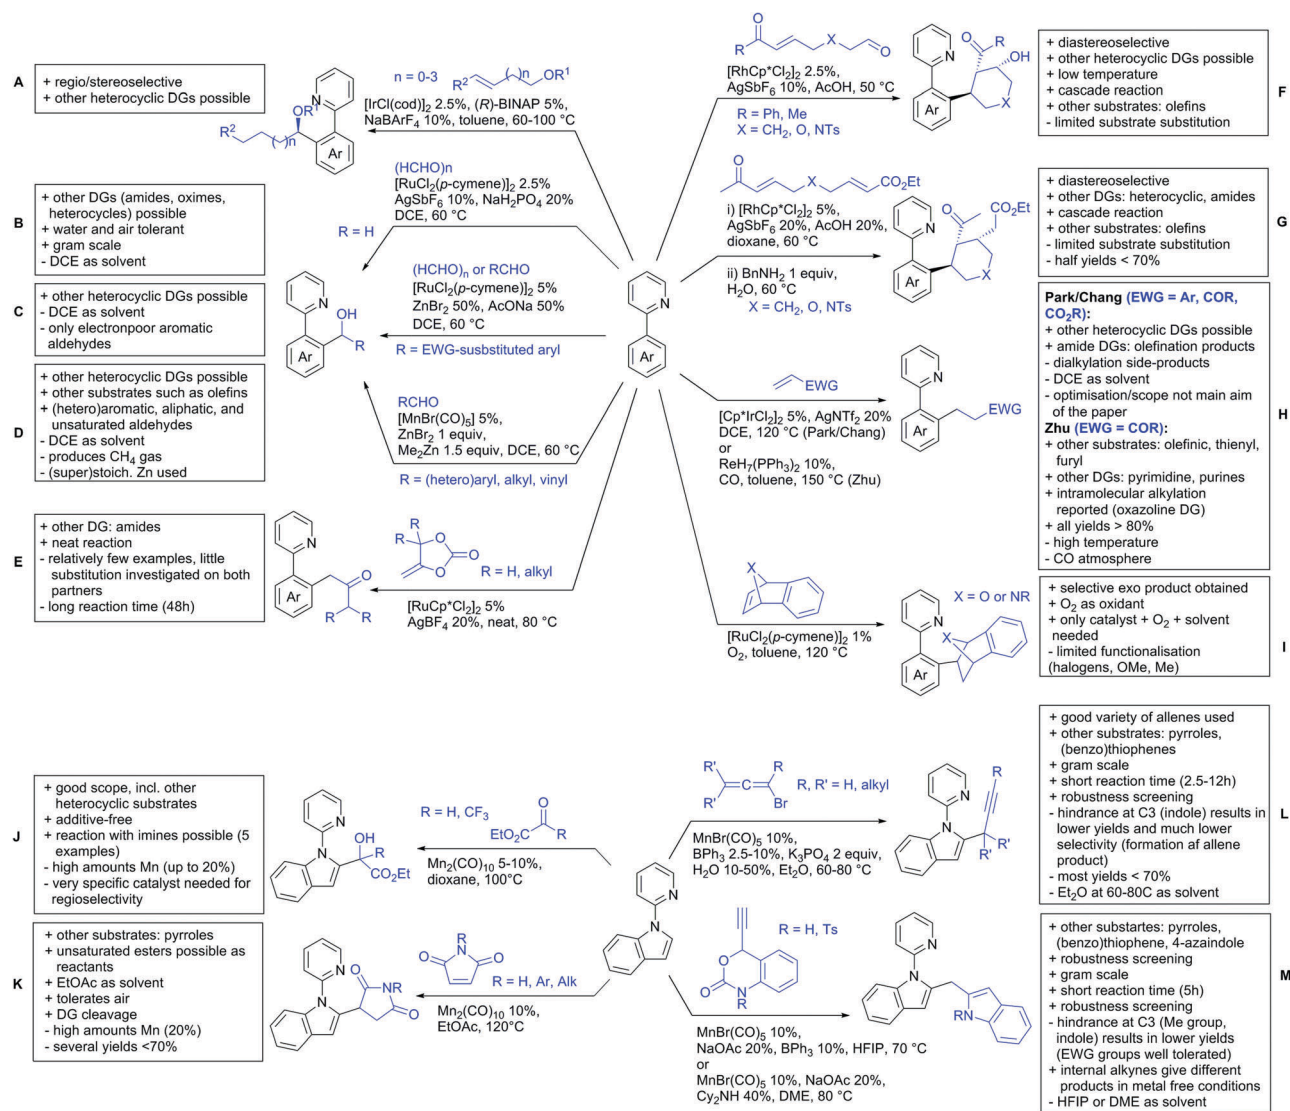 A
+ regio/stereoselective
+ other heterocyclic DGs possible
n = 0-3
R2
n
OR1
[IrCl(cod)]2 2.5%, (R)-BINAP 5%,
NaBArF4 10%, toluene, 60-100 °C
N
OR1
R2
n
Ar
B
+ other DGs (amides, oximes,
heterocycles) possible
+ water and air tolerant
+ gram scale
- DCE as solvent
(HCHO)n
[RuCl2(p-cymene)]2 2.5%
AgSbF6 10%, NaH2PO4 20%
DCE, 60 °C
R = H
C
+ other heterocyclic DGs possible
- DCE as solvent
- only electronpoor aromatic
aldehydes
(HCHO)n or RCHO
[RuCl2(p-cymene)]2 5%
ZnBr2 50%, AcONa 50%
DCE, 60 °C
R = EWG-susbstituted aryl
N
OH
R
Ar
D
+ other heterocyclic DGs possible
+ other substrates such as olefins
+ (hetero)aromatic, aliphatic, and
unsaturated aldehydes
- DCE as solvent
- produces CH4 gas
- (super)stoich. Zn used
RCHO
[MnBr(CO)5] 5%,
ZnBr2 1 equiv,
Me2Zn 1.5 equiv, DCE, 60 °C
R = (hetero)aryl, alkyl, vinyl
E
+ other DG: amides
+ neat reaction
- relatively few examples, little
substitution investigated on both
partners
- long reaction time (48h)
N
O
Ar
R R
R
R
O
O
O
R = H, alkyl
[RuCp*Cl2]2 5%
AgBF4 20%, neat, 80 °C
N
Ar
O
R
X
O
[RhCp*Cl2]2 2.5%,
AgSbF6 10%, AcOH, 50 °C
R = Ph, Me
X = CH2, O, NTs
N
O
R
OH
X
Ar
+ diastereoselective
+ other heterocyclic DGs possible
+ low temperature
+ cascade reaction
+ other substrates: olefins
- limited substrate substitution
F
O
X
CO2Et
i) [RhCp*Cl2]2 5%,
AgSbF6 20%, AcOH 20%,
dioxane, 60 °C
ii) BnNH2 1 equiv,
H2O, 60 °C
X = CH2, O, NTs
N
O
CO2Et
X
Ar
+ diastereoselective
+ other DGs: heterocyclic, amides
+ cascade reaction
+ other substrates: olefins
- limited substrate substitution
- half yields < 70%
G
EWG
[Cp*IrCl2]2 5%, AgNTf2 20%
DCE, 120 °C (Park/Chang)
or
ReH7(PPh3)2 10%,
CO, toluene, 150 °C (Zhu)
N
EWG
Ar
Park/Chang (EWG = Ar, COR,
CO2R):
+ other heterocyclic DGs possible
+ amide DGs: olefination products
- dialkylation side-products
- DCE as solvent
- optimisation/scope not main aim
of the paper
Zhu (EWG = COR):
+ other substrates: olefinic, thienyl,
furyl
+ other DGs: pyrimidine, purines
+ intramolecular alkylation
reported (oxazoline DG)
+ all yields > 80%
- high temperature
- CO atmosphere
H
X
[RuCl2(p-cymene)]2 1%
O2, toluene, 120 °C
X = O or NR
N
X
Ar
+ selective exo product obtained
+ O2 as oxidant
+ only catalyst + O2 + solvent
needed
- limited functionalisation
(halogens, OMe, Me)
I
J
+ good scope, incl. other
heterocyclic substrates
+ additive-free
+ reaction with imines possible (5
examples)
- high amounts Mn (up to 20%)
- very specific catalyst needed for
regioselectivity
N
OH
N
R
CO2Et
R = H, CF3
O
EtO2C
R
Mn2(CO)10 5-10%,
dioxane, 100°C
K
+ other substrates: pyrroles
+ unsaturated esters possible as
reactants
+ EtOAc as solvent
+ tolerates air
+ DG cleavage
- high amounts Mn (20%)
- several yields <70%
N
O
R
N
N
O
R
O
N
O
R = H, Ar, Alk
Mn2(CO)10 10%,
EtOAc, 120°C
N
N
R'
R
R'
Br
R, R' = H, alkyl
MnBr(CO)5 10%,
BPh3 2.5-10%, K3PO4 2 equiv,
H2O 10-50%, Et2O, 60-80 °C
N
R
N
R'
R'
+ good variety of allenes used
+ other substrates: pyrroles,
(benzo)thiophenes
+ gram scale
+ short reaction time (2.5-12h)
+ robustness screening
- hindrance at C3 (indole) results in
lower yields and much lower
selectivity (formation af allene
product)
- most yields < 70%
- Et2O at 60-80C as solvent
L
R = H, Ts
O
O
N
R
MnBr(CO)5 10%,
NaOAc 20%, BPh3 10%, HFIP, 70 °C
or
MnBr(CO)5 10%, NaOAc 20%,
Cy2NH 40%, DME, 80 °C
N
N
RN
+ other substartes: pyrroles,
(benzo)thiophene, 4-azaindole
+ robustness screening
+ gram scale
+ short reaction time (5h)
+ robustness screening
- hindrance at C3 (Me group,
indole) results in lower yields
(EWG groups well tolerated)
+ internal alkynes give different
products in metal free conditions
- HFIP or DME as solvent
M